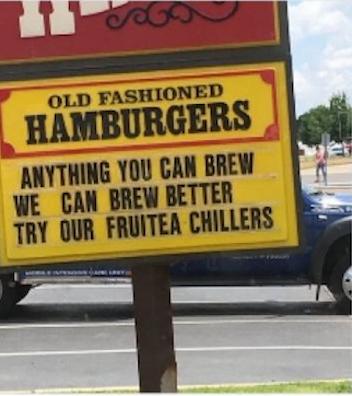 OLD FASHIONED
HAMBURGERS
ANYTHING YOU CAN BREW
WE CAN BREW BETTER
TRY OUR FRUITEA CHILLERS